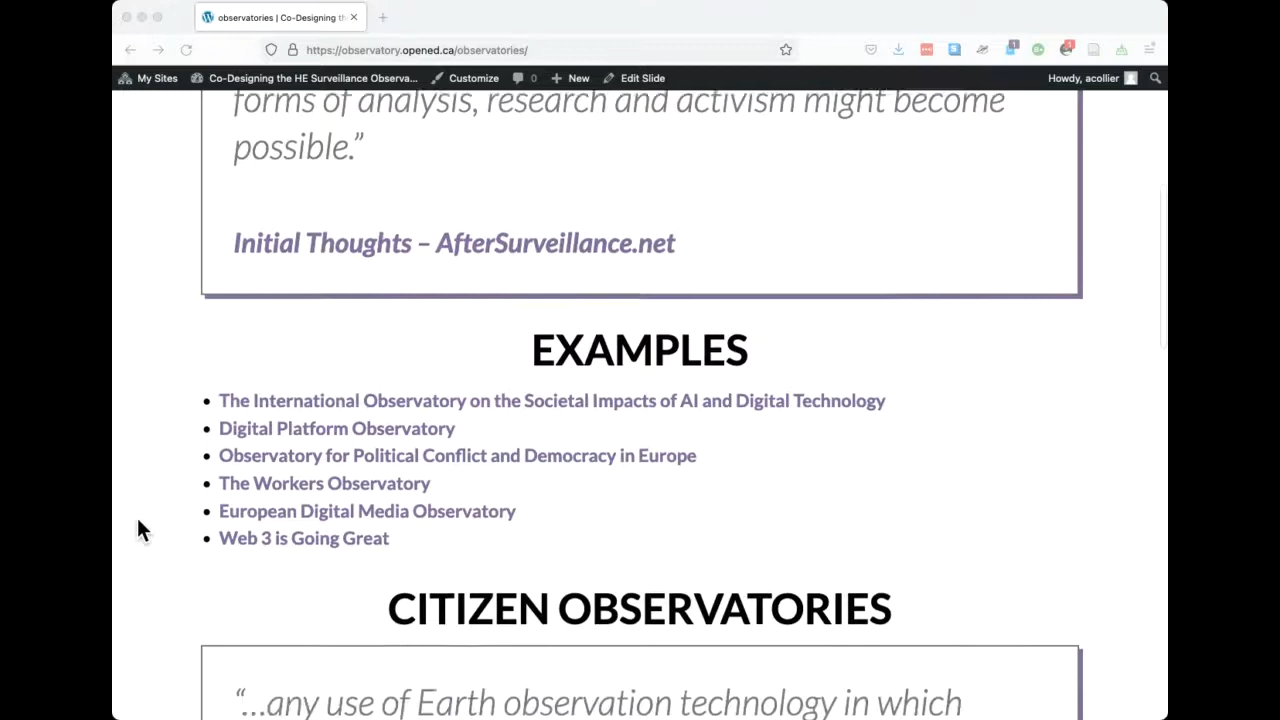 observatories | Co-Designing th
https://observatory.opened.ca/observatories/
1
1
My Sites
Co-Designing the HE Surveillance Observa...
Customize
0
New
Edit Slide
Howdy, acollier
forms of analysis, research and activism might become
possible.”
Initial Thoughts – AfterSurveillance.net
EXAMPLES
• The International Observatory on the Societal Impacts of AI and Digital Technology
• Digital Platform Observatory
• Observatory for Political Conflict and Democracy in Europe
• The Workers Observatory
• European Digital Media Observatory
• Web 3 is Going Great
CITIZEN OBSERVATORIES
“...any use of Earth observation technology in which